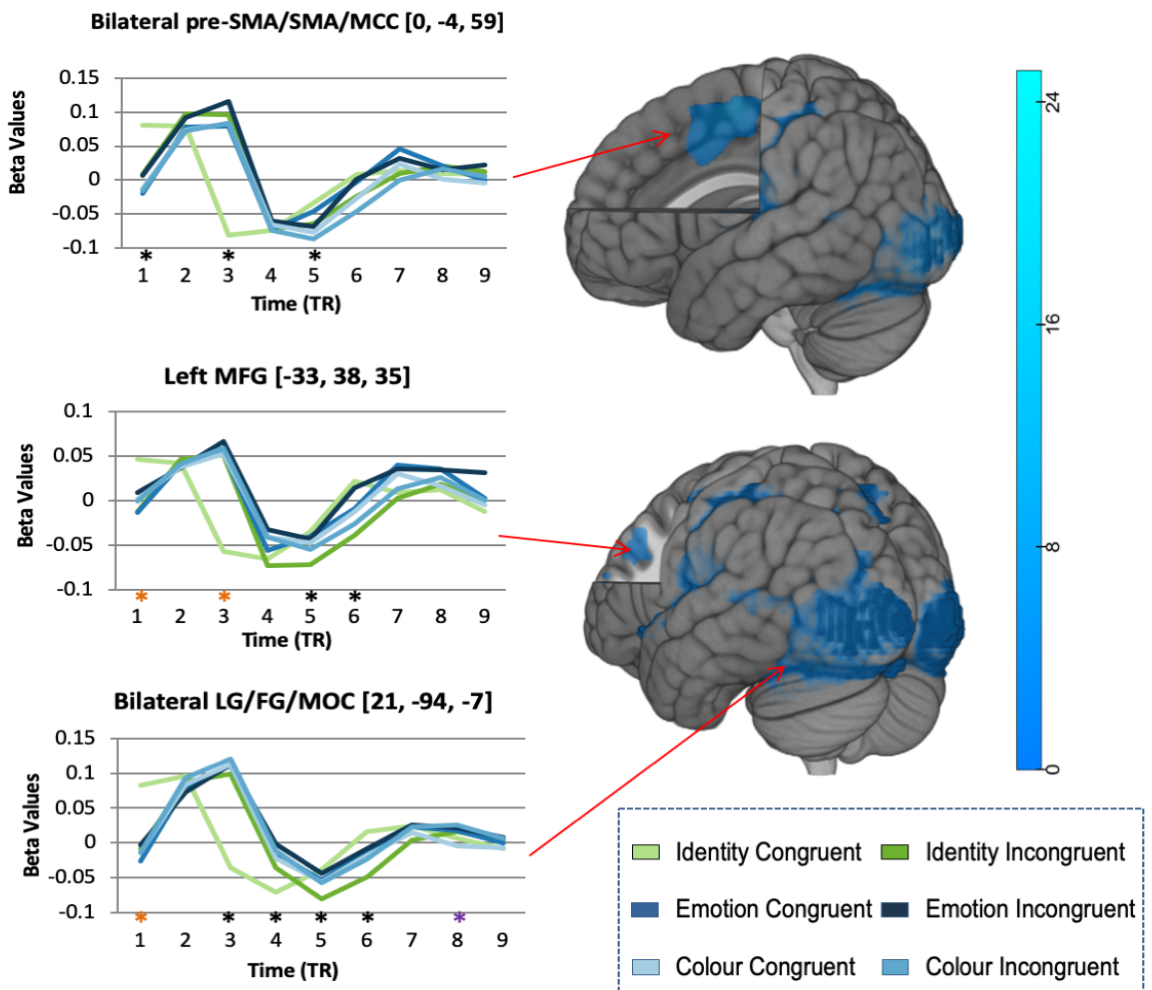 Bilateral pre-SMA/SMA/MCC [0, -4, 59]
Beta Values
0.15
0.1
0.05
0
-0.05
-0.1
* * *
1 2 3 4 5 6 7 8 9
Time (TR)
Left MFG [-33, 38, 35]
Beta Values
0.1
0.05
0
-0.05
-0.1
* * * *
1 2 3 4 5 6 7 8 9
Time (TR)
Bilateral LG/FG/MOC [21, -94, -7]
Beta Values
0.15
0.1
0.05
0
-0.05
-0.1
* * * * * *
1 2 3 4 5 6 7 8 9
Time (TR)
24
16
8
0
Identity Congruent Identity Incongruent
Emotion Congruent Emotion Incongruent
Colour Congruent Colour Incongruent